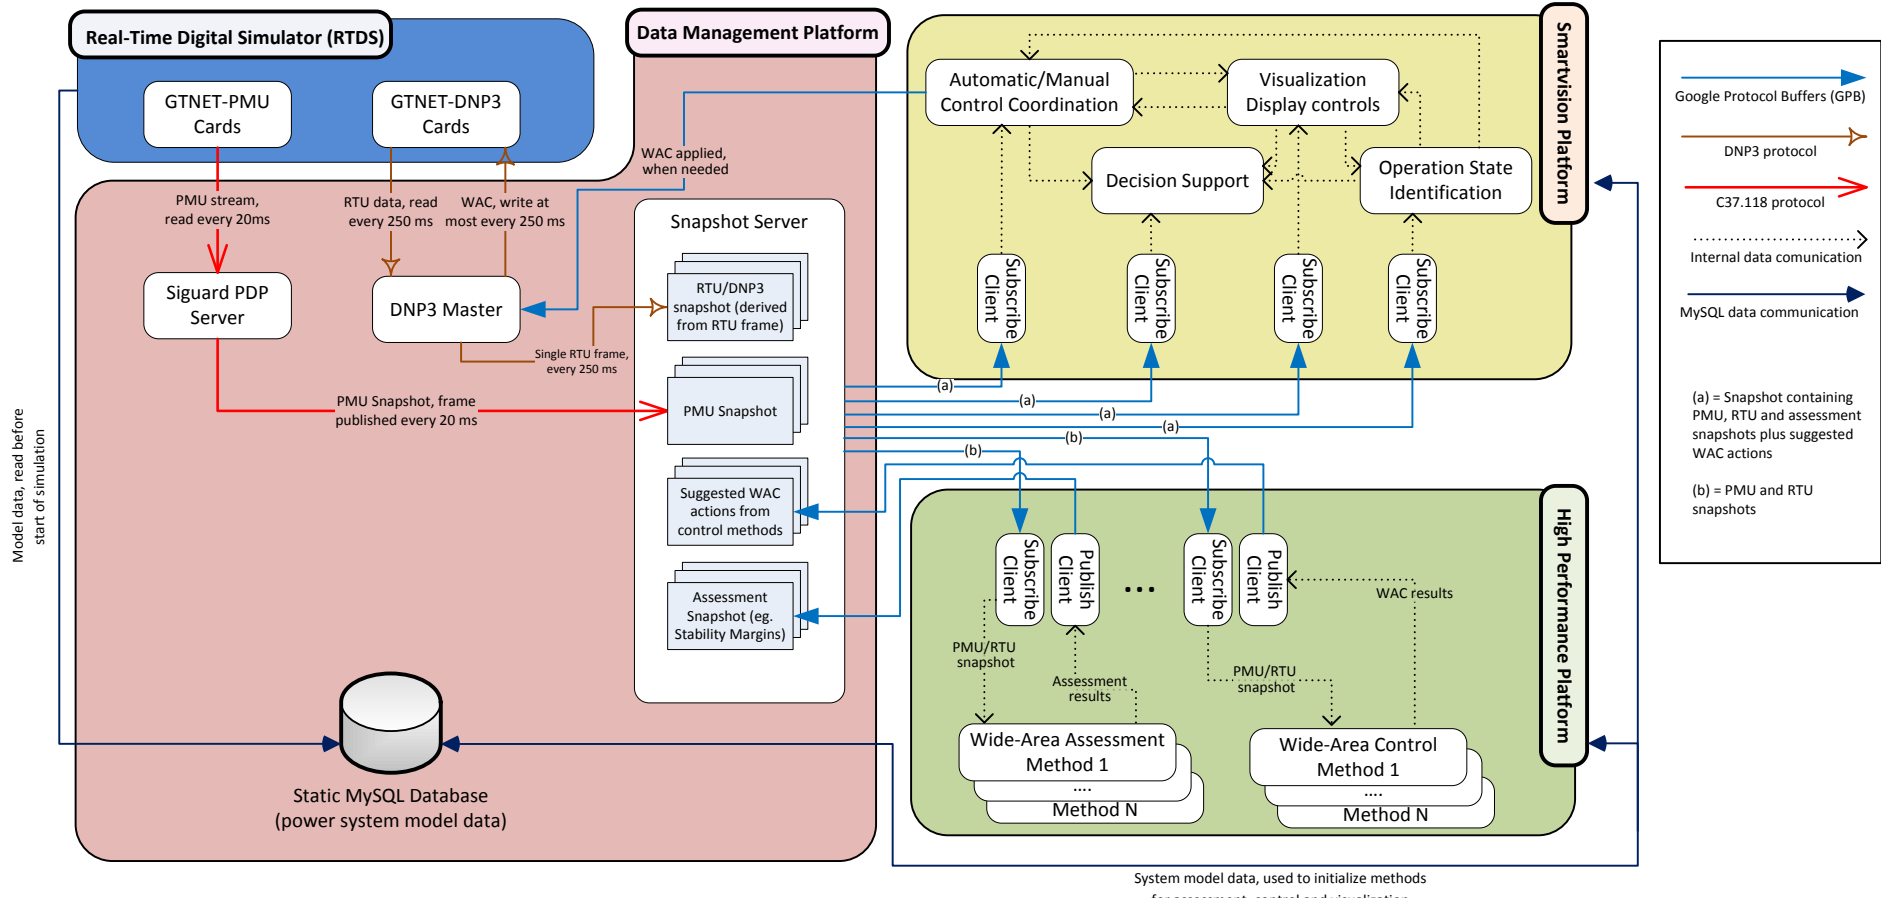 Real-Time Digital Simulator (RTDS)
GTNET-PMU
Cards
GTNET-DNP3
Cards
PMU stream,
read every 20ms
RTU data, read
every 250 ms
WAC, write at
most every 250 ms
Siguard PDP
Server
DNP3 Master
Single RTU frame,
every 250 ms
PMU Snapshot, frame
published every 20 ms
Model data, read before
start of simulation
Static MySQL Database
(power system model data)
Data Management Platform
WAC applied,
when needed
Snapshot Server
RTU/DNP3
snapshot (derived
from RTU frame)
PMU Snapshot
Suggested WAC
actions from
control methods
Assessment
Snapshot (eg.
Stability Margins)
Smartvision Platform
Automatic/Manual
Control Coordination
Visualization
Display controls
Decision Support
Operation State
Identification
Subscribe
Client
Subscribe
Client
Subscribe
Client
Subscribe
Client
(a)
(a)
(a)
(a)
(b)
(b)
High Performance Platform
Subscribe
Client
Publish
Client
...
Subscribe
Client
Publish
Client
PMU/RTU
snapshot
Assessment
results
PMU/RTU
snapshot
WAC results
Wide-Area Assessment
Method 1
....
Method N
Wide-Area Control
Method 1
....
Method N
System model data, used to initialize methods
Google Protocol Buffers (GPB)
DNP3 protocol
C37.118 protocol
Internal data comunication
MySQL data communication
(a) = Snapshot containing
PMU, RTU and assessment
snapshots plus suggested
WAC actions
(b) = PMU and RTU
snapshots